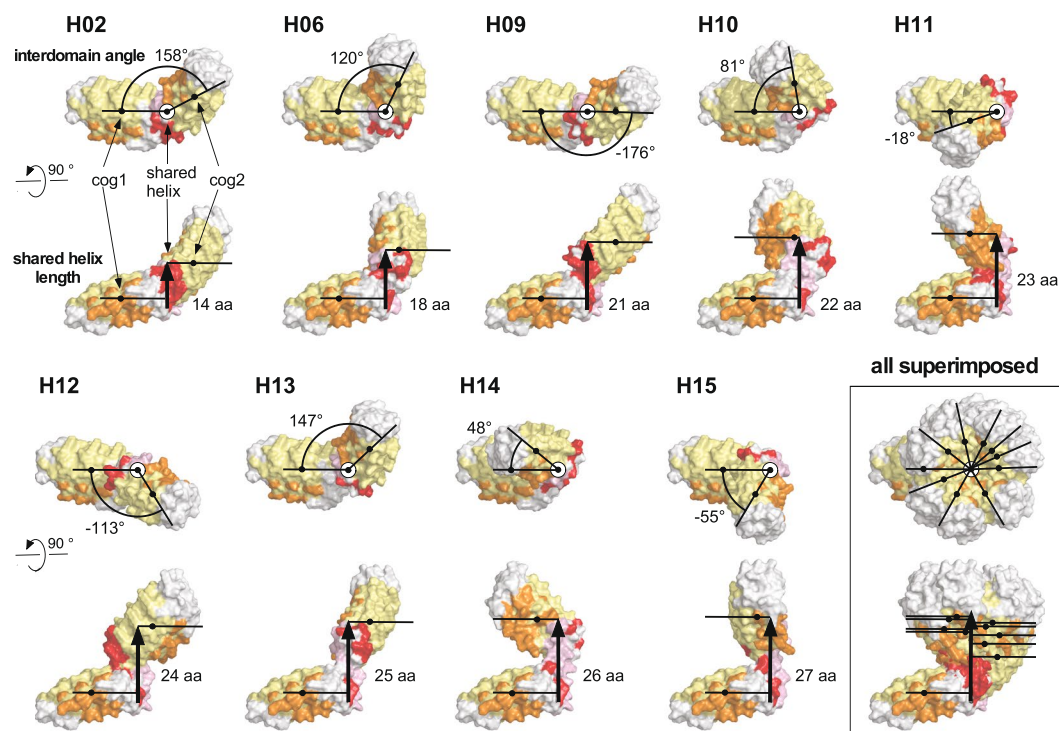 H02
H06
H09
H10
H11
interdomain angle
158°
120°
81°
-176°
-18°
90 °
cog1
shared
helix
cog2
shared helix
length
14 aa
18 aa
21 aa
22 aa
23 aa
all superimposed
H12
H13
H14
H15
147°
48°
-113°
-55°
90 °
24 aa
25 aa
26 aa
27 aa